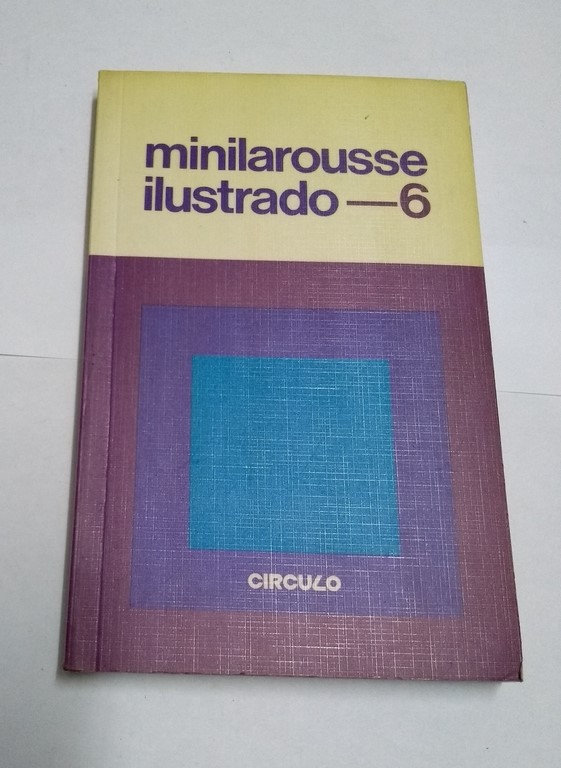 minilarousse
ilustrado —6
CIRCULO